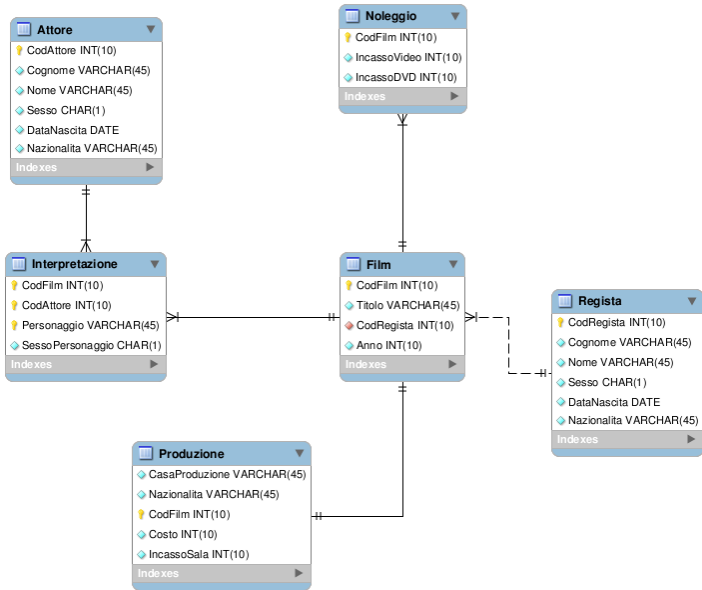 Attore
CodAttore INT(10)
Cognome VARCHAR(45)
Nome VARCHAR(45)
Sesso CHAR(1)
DataNascita DATE
Nazionalita VARCHAR(45)
Indexes
Noleggio
CodFilm INT(10)
IncassoVideo INT(10)
IncassoDVD INT(10)
Indexes
Interpretazione
CodFilm INT(10)
CodAttore INT(10)
Personaggio VARCHAR(45)
SessoPersonaggio CHAR(1)
Indexes
Film
CodFilm INT(10)
Titolo VARCHAR(45)
CodRegista INT(10)
Anno INT(10)
Indexes
Regista
CodRegista INT(10)
Cognome VARCHAR(45)
Nome VARCHAR(45)
Sesso CHAR(1)
DataNascita DATE
Nazionalita VARCHAR(45)
Indexes
Produzione
CasaProduzione VARCHAR(45)
Nazionalita VARCHAR(45)
CodFilm INT(10)
Costo INT(10)
IncassoSala INT(10)
Indexes